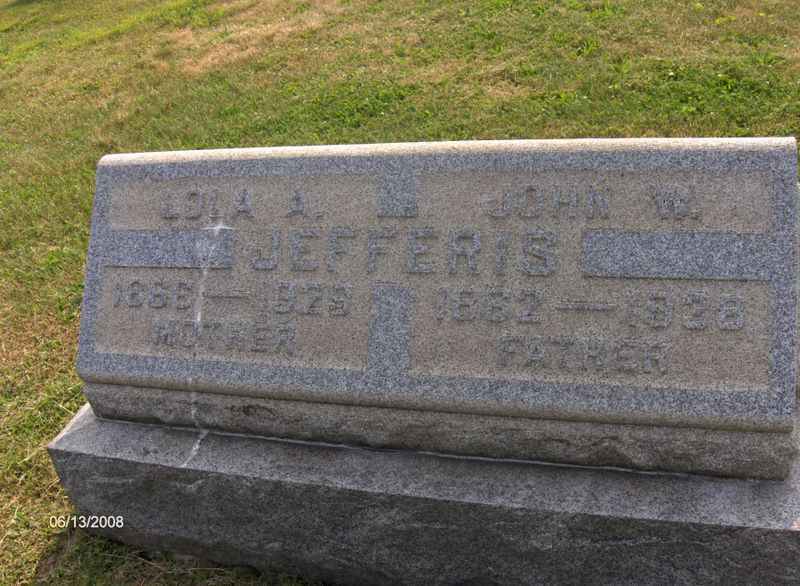 LOLA A.
JOHN W.
JEFFERIS
1866 — 1929
MOTHER
1862 — 1938
FATHER
06/13/2008